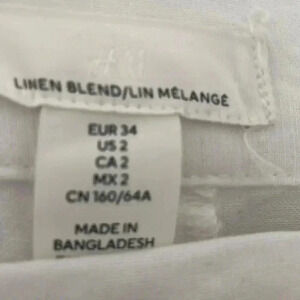 H&M
LINEN BLEND/LIN MÉLANGÉ
EUR 34
US 2
CA 2
MX 2
CN 160/64A
MADE IN
BANGLADESH